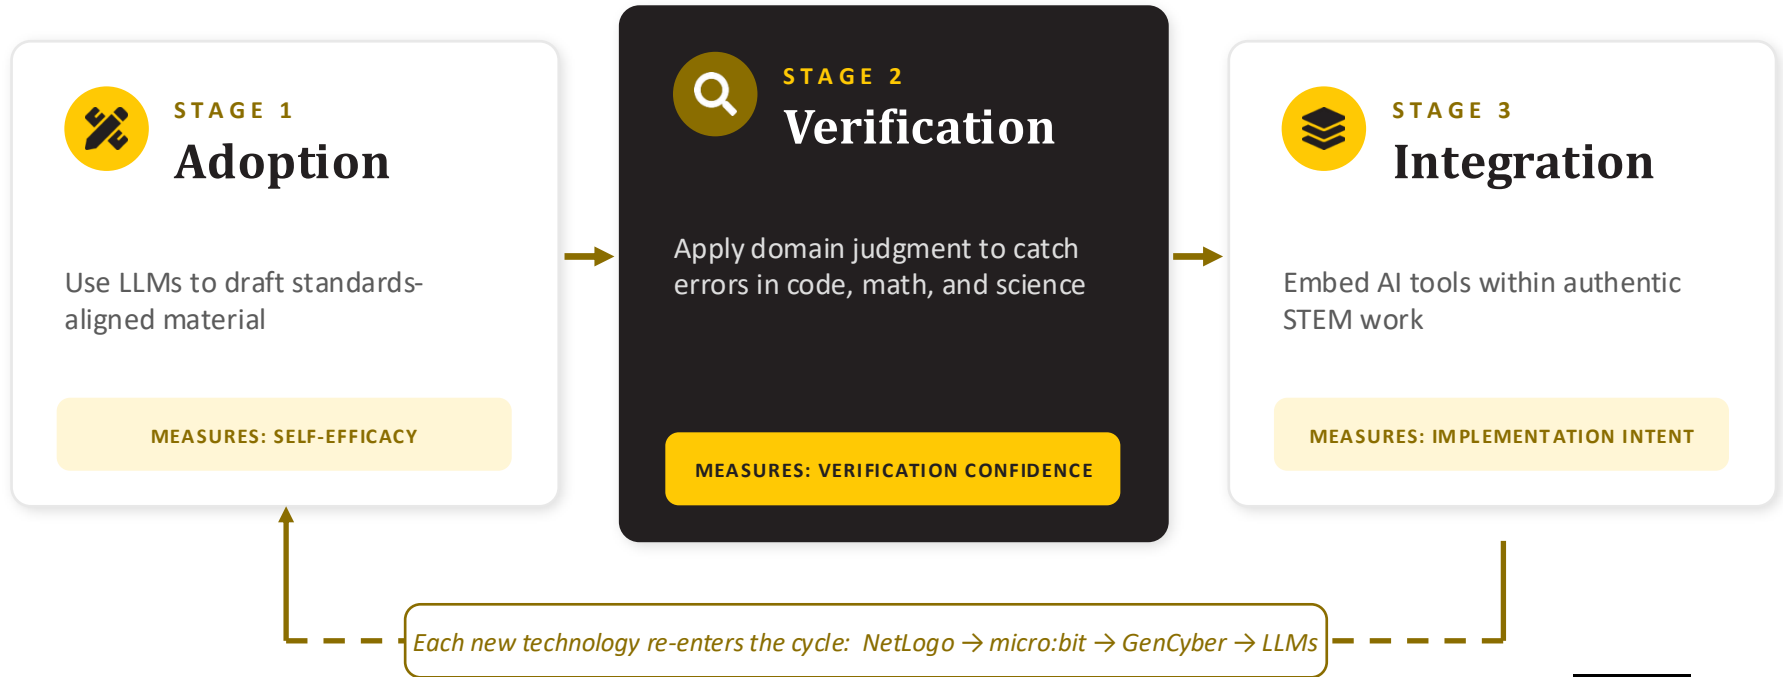 STAGE 1
Adoption
Use LLMs to draft standards-
aligned material
MEASURES: SELF-EFFICACY
STAGE 2
Verification
Apply domain judgment to catch
errors in code, math, and science
MEASURES: VERIFICATION CONFIDENCE
STAGE 3
Integration
Embed AI tools within authentic
STEM work
MEASURES: IMPLEMENTATION INTENT
Each new technology re-enters the cycle: NetLogo → micro:bit → GenCyber → LLMs